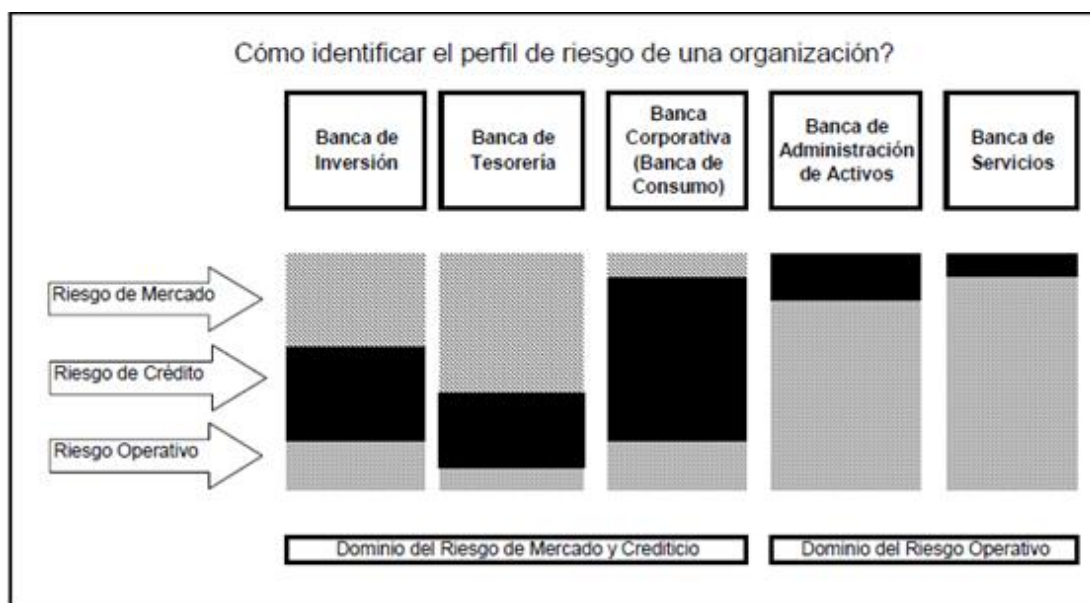 Cómo identificar el perfil de riesgo de una organización?
Banca de
Inversión
Banca de
Tesorería
Banca
Corporativa
(Banca de
Consumo)
Banca de
Administración
de Activos
Banca de
Servicios
Riesgo de Mercado
Riesgo de Crédito
Riesgo Operativo
Dominio del Riesgo de Mercado y Crediticio
Dominio del Riesgo Operativo